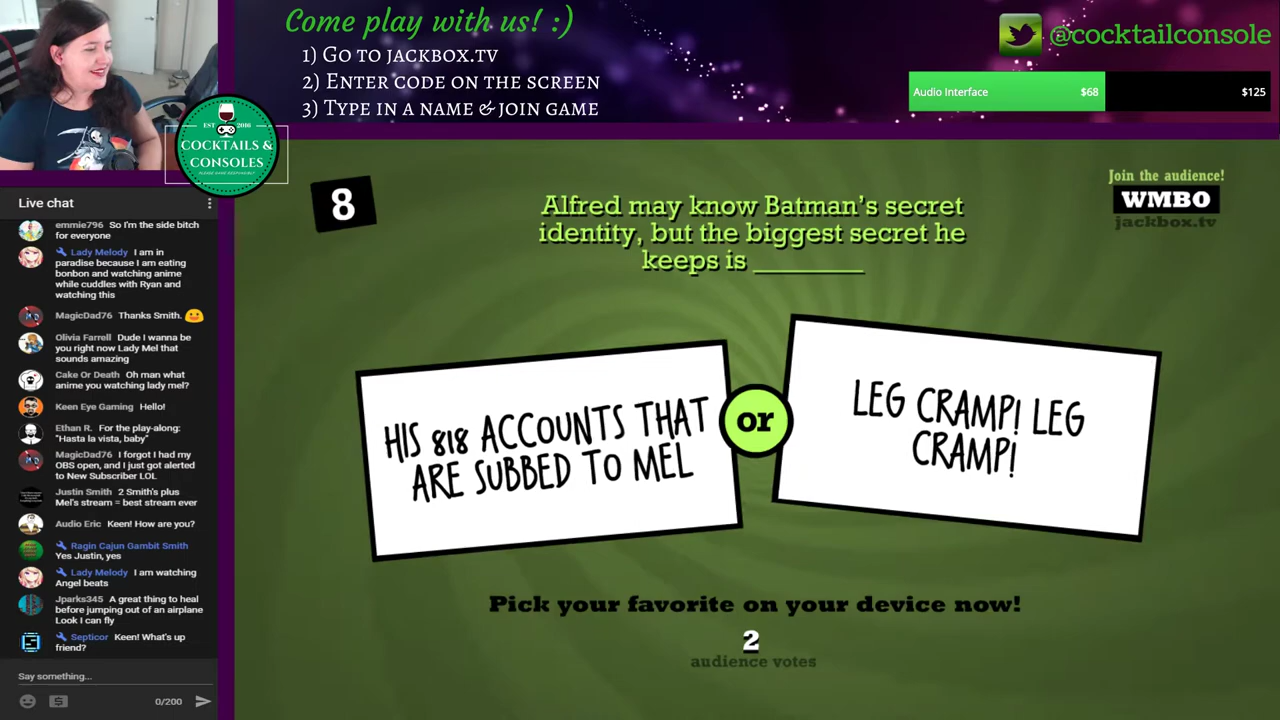 Come play with us! :)
1) Go to jackbox.tv
2) Enter code on the screen
3) Type in a name & join game
@cocktailconsole
Audio Interface $68 $125
EST 2016
COCKTAILS &
CONSOLES
PLEASE GAME RESPONSIBLY
Live chat
emmie796 So I'm the side bitch
for everyone
Lady Melody I am in
paradise because I am eating
bonbon and watching anime
while cuddles with Ryan and
watching this
MagicDad76 Thanks Smith.
Olivia Farrell Dude I wanna be
you right now Lady Mel that
sounds amazing
Cake Or Death Oh man what
anime you watching lady mel?
Keen Eye Gaming Hello!
Ethan R. For the play-along:
"Hasta la vista, baby"
MagicDad76 I forgot I had my
OBS open, and I just got alerted
to New Subscriber LOL
Justin Smith 2 Smith's plus
Mel's stream = best stream ever
Audio Eric Keen! How are you?
Ragin Cajun Gambit Smith
Yes Justin, yes
Lady Melody I am watching
Angel beats
Jparks345 A great thing to heal
before jumping out of an airplane
Look I can fly
Septicor Keen! What's up
friend?
Say something...
0/200
8
Alfred may know Batman's secret
identity, but the biggest secret he
keeps is ________
Join the audience!
WMBO
jackbox.tv
HIS 818 ACCOUNTS THAT
ARE SUBBED TO MEL
or
LEG CRAMP! LEG
CRAMP!
Pick your favorite on your device now!
2
audience votes